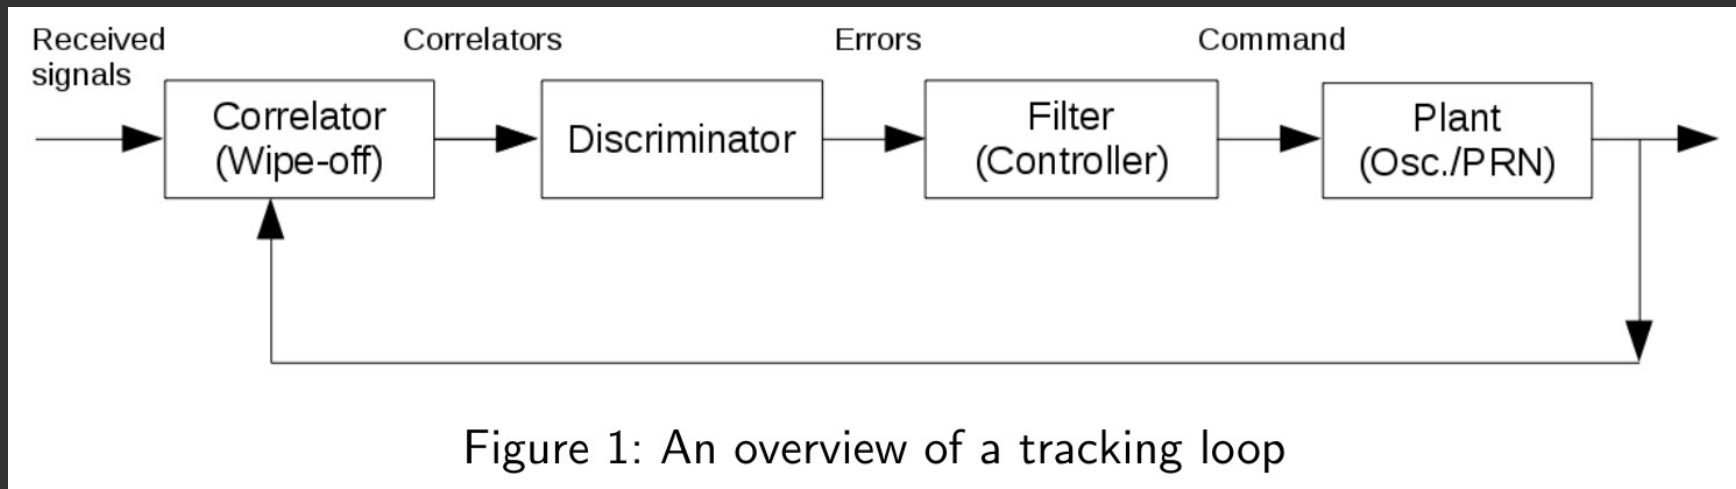 Received
signals
Correlators
Errors
Command
Correlator
(Wipe-off)
Discriminator
Filter
(Controller)
Plant
(Osc./PRN)
Figure 1: An overview of a tracking loop